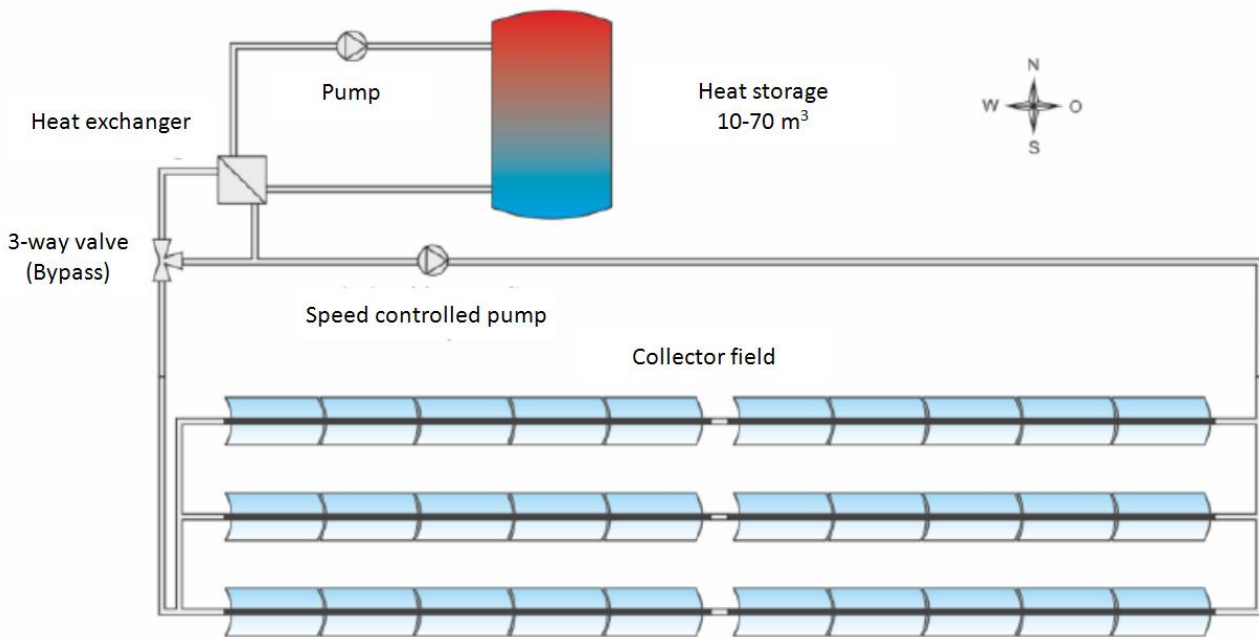 Pump
Heat storage
10-70 m³
N
W O
S
Heat exchanger
3-way valve
(Bypass)
Speed controlled pump
Collector field